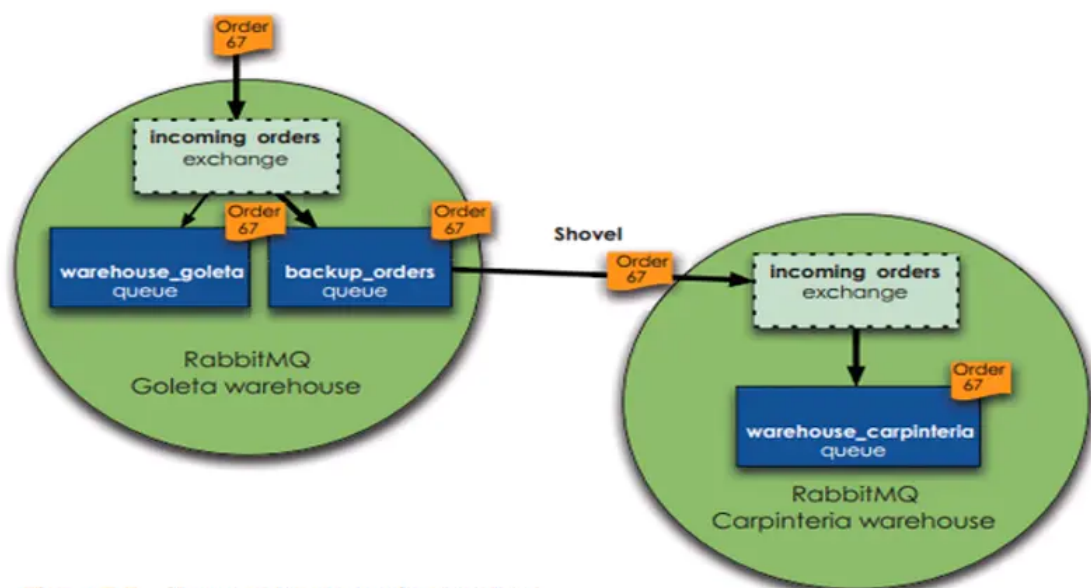 Order
67
incoming orders
exchange
Order
67
Order
67
warehouse_goleta
queue
backup_orders
queue
Shovel
Order
67
incoming orders
exchange
RabbitMQ
Goleta warehouse
Order
67
warehouse_carpinteria
queue
RabbitMQ
Carpinteria warehouse